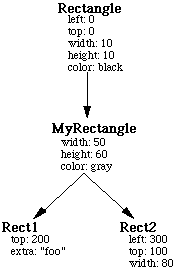 Rectangle
left: 0
top: 0
width: 10
height: 10
color: black
MyRectangle
width: 50
height: 60
color: gray
Rect1
top: 200
extra: "foo"
Rect2
left: 300
top: 100
width: 80